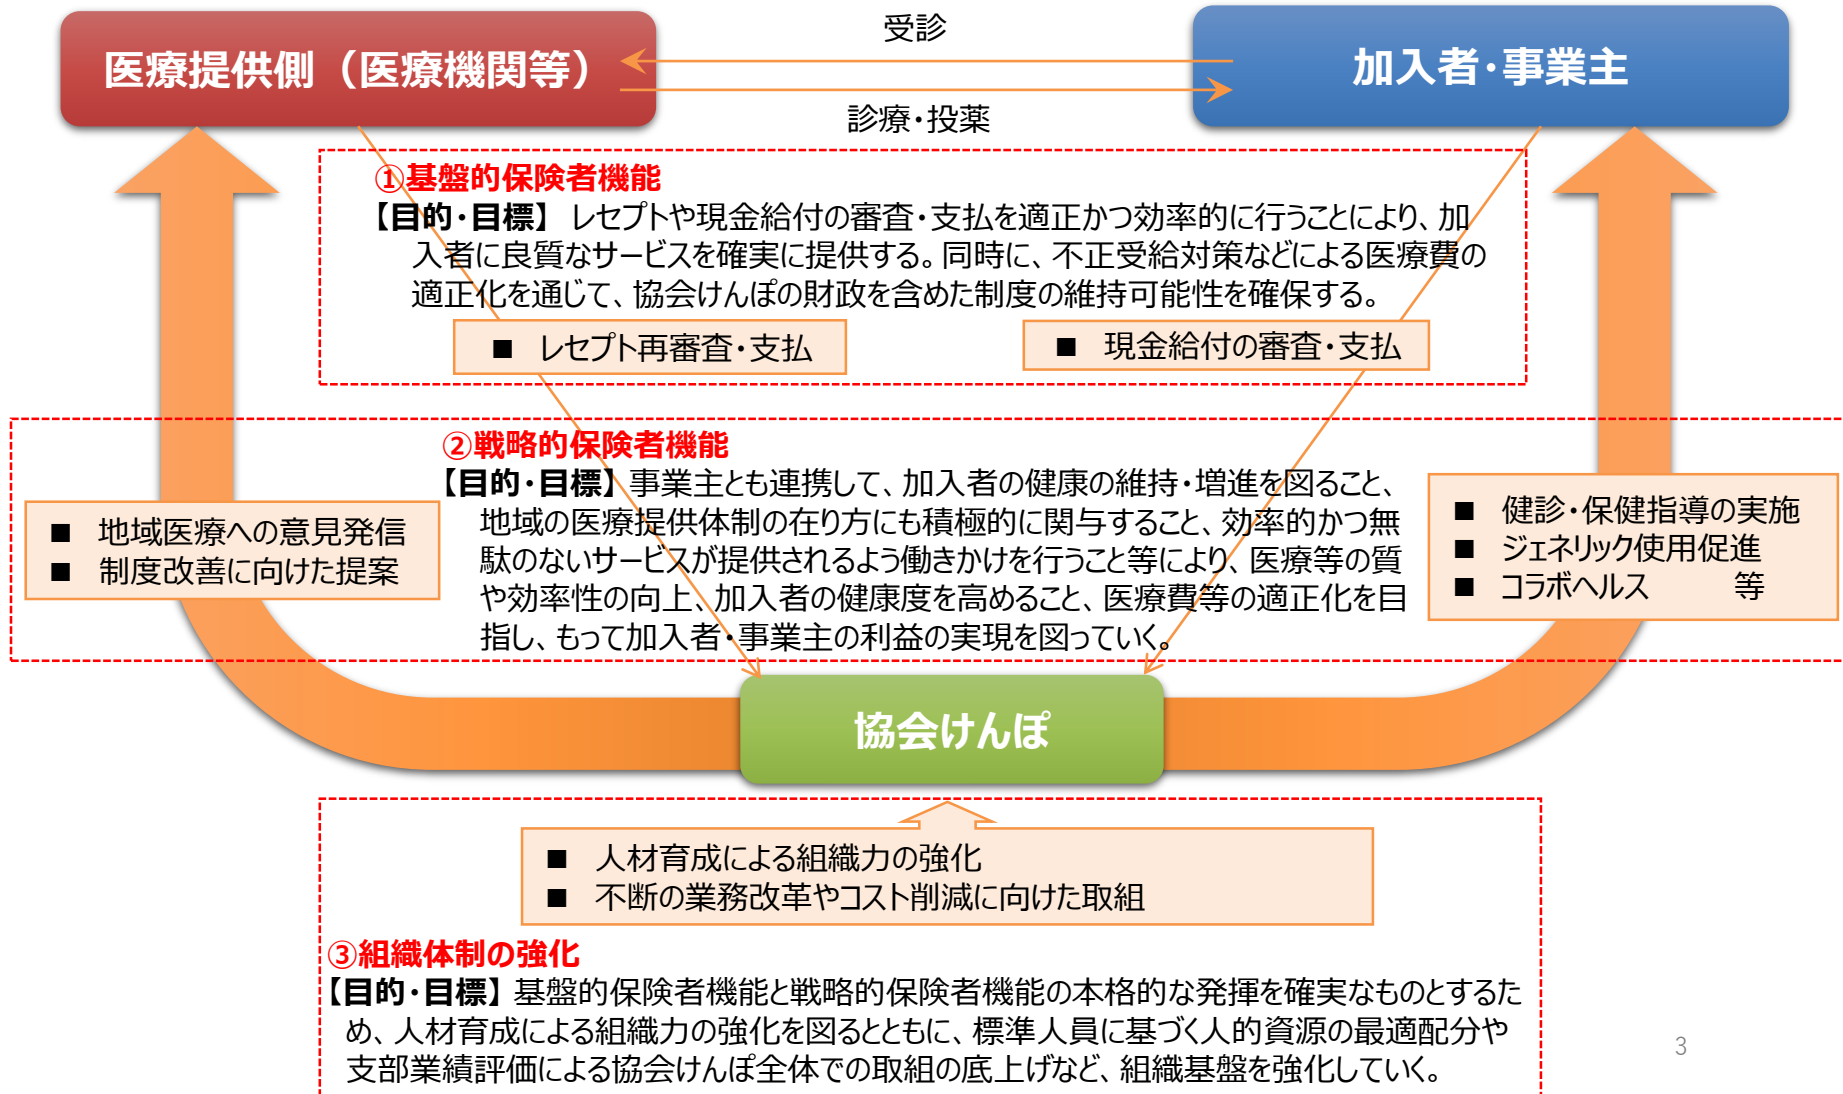 医療提供側（医療機関等）
受診
加入者・事業主
診療・投薬
①基盤的保険者機能
【目的・目標】 レセプトや現金給付の審査・支払を適正かつ効率的に行うことにより、加
入者に良質なサービスを確実に提供する。同時に、不正受給対策などによる医療費の
適正化を通じて、協会けんぽの財政を含めた制度の維持可能性を確保する。
■ レセプト再審査・支払
■ 現金給付の審査・支払
②戦略的保険者機能
【目的・目標】 事業主とも連携して、加入者の健康の維持・増進を図ること、
地域の医療提供体制の在り方にも積極的に関与すること、効率的かつ無
駄のないサービスが提供されるよう働きかけを行うこと等により、医療等の質
や効率性の向上、加入者の健康度を高めること、医療費等の適正化を目
指し、もって加入者・事業主の利益の実現を図っていく。
■ 地域医療への意見発信
■ 制度改善に向けた提案
■ 健診・保健指導の実施
■ ジェネリック使用促進
■ コラボヘルス 等
協会けんぽ
■ 人材育成による組織力の強化
■ 不断の業務改革やコスト削減に向けた取組
③組織体制の強化
【目的・目標】 基盤的保険者機能と戦略的保険者機能の本格的な発揮を確実なものとするた
め、人材育成による組織力の強化を図るとともに、標準人員に基づく人的資源の最適配分や
支部業績評価による協会けんぽ全体での取組の底上げなど、組織基盤を強化していく。
3